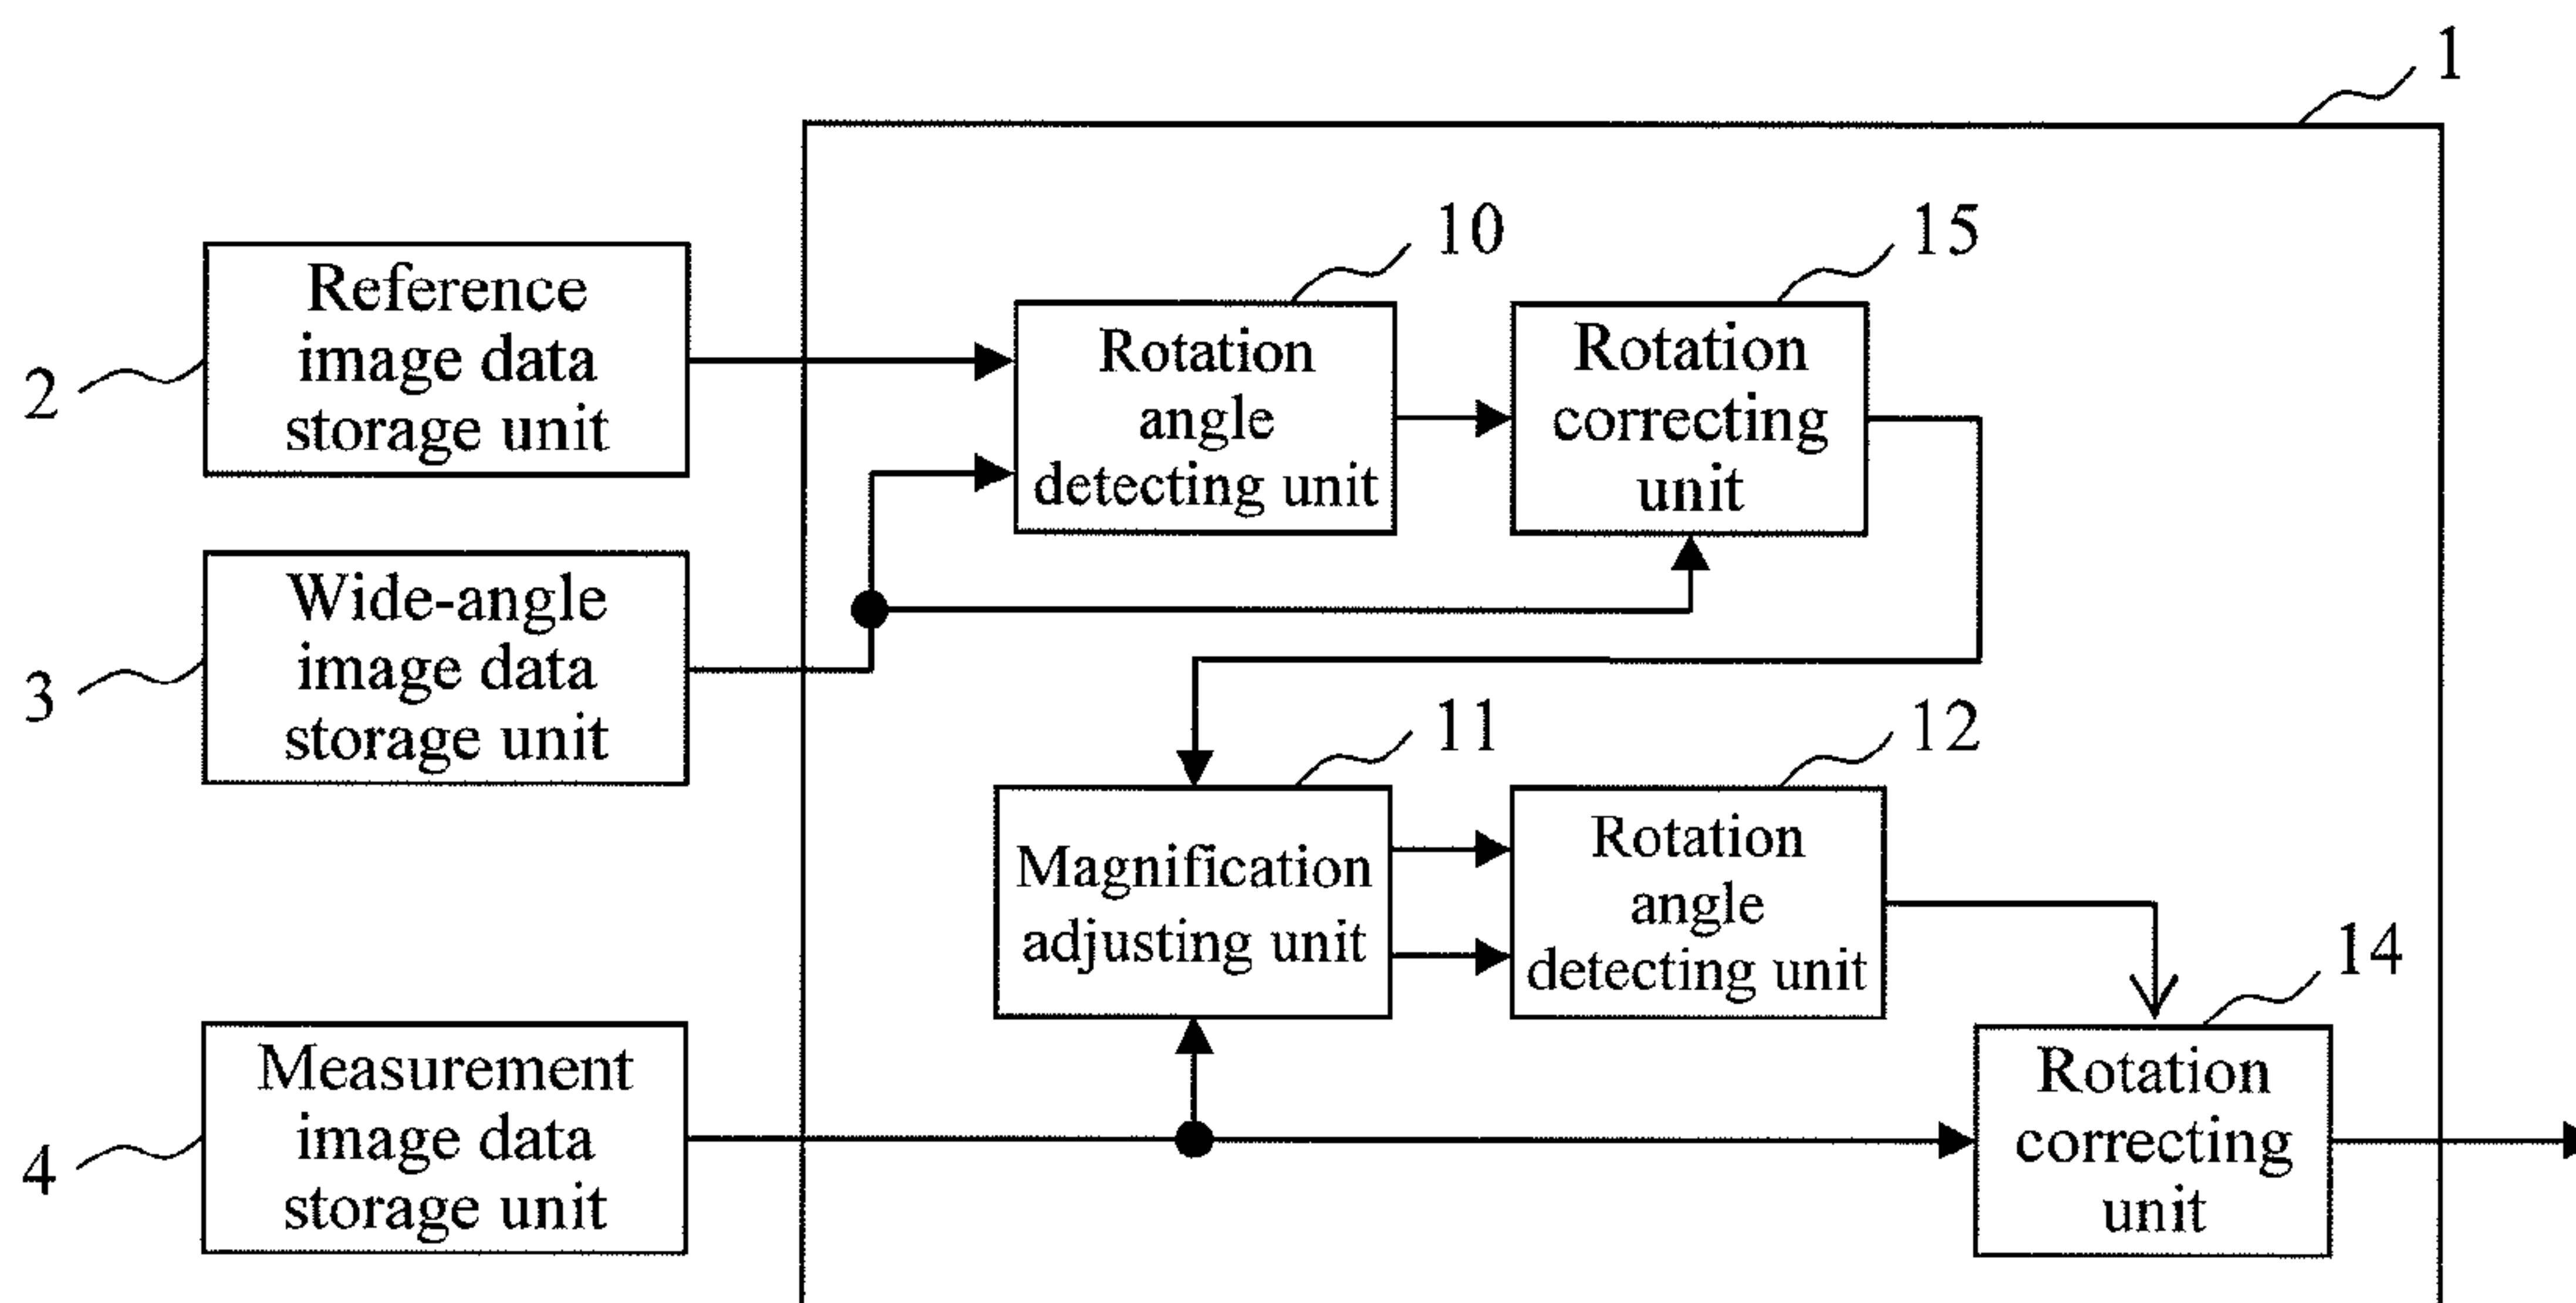 1
10
15
Reference
image data
storage unit
2
Rotation
angle
detecting unit
Rotation
correcting
unit
Wide-angle
image data
storage unit
3
11
12
Magnification
adjusting unit
Rotation
angle
detecting unit
14
Measurement
image data
storage unit
4
Rotation
correcting
unit